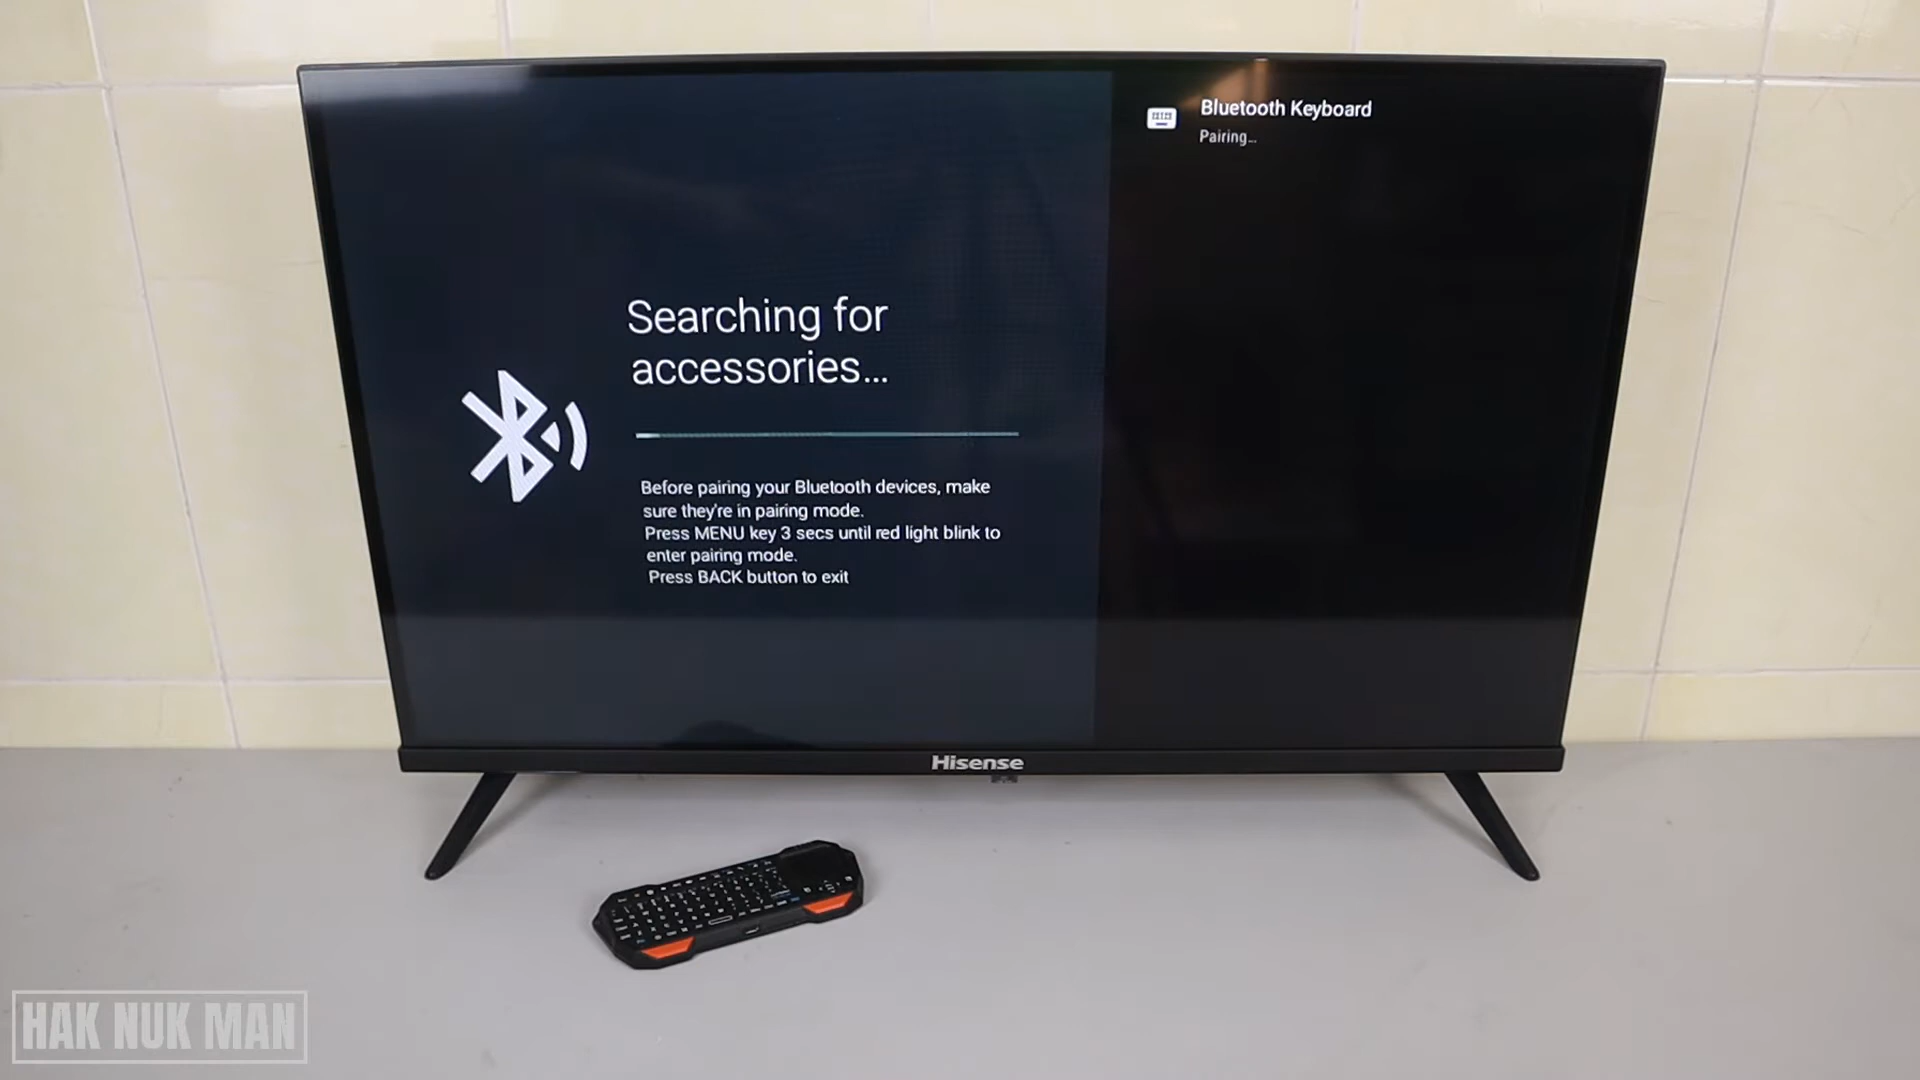 Bluetooth Keyboard
Pairing...
Searching for
accessories...
Before pairing your Bluetooth devices, make
sure they're in pairing mode.
Press MENU key 3 secs until red light blink to
enter pairing mode.
Press BACK button to exit
Hisense
HAK NUK MAN